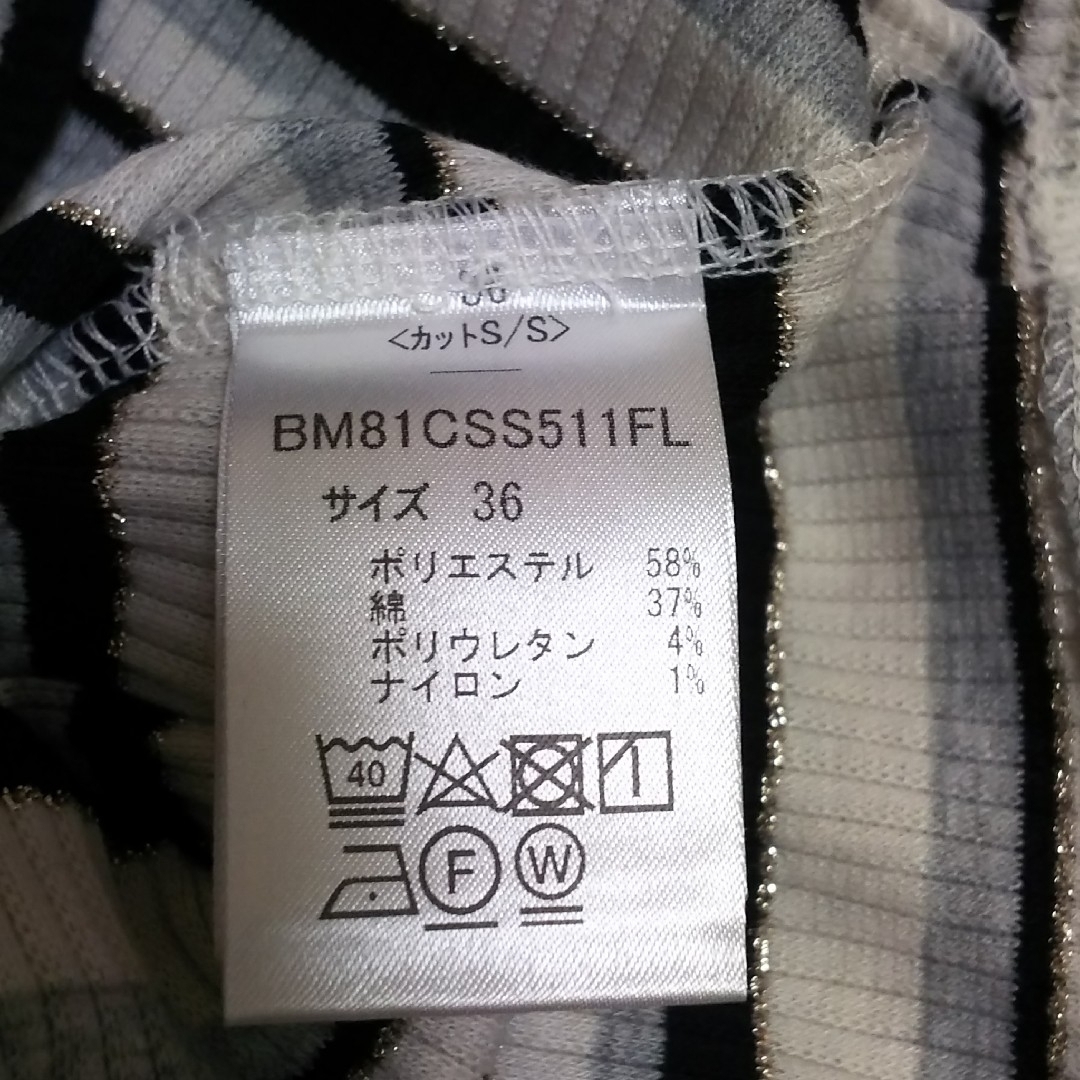 <カットS/S>
BM81CSS511FL
サイズ 36
ポリエステル 58%
綿 37%
ポリウレタン 4%
ナイロン 1%
40
F W